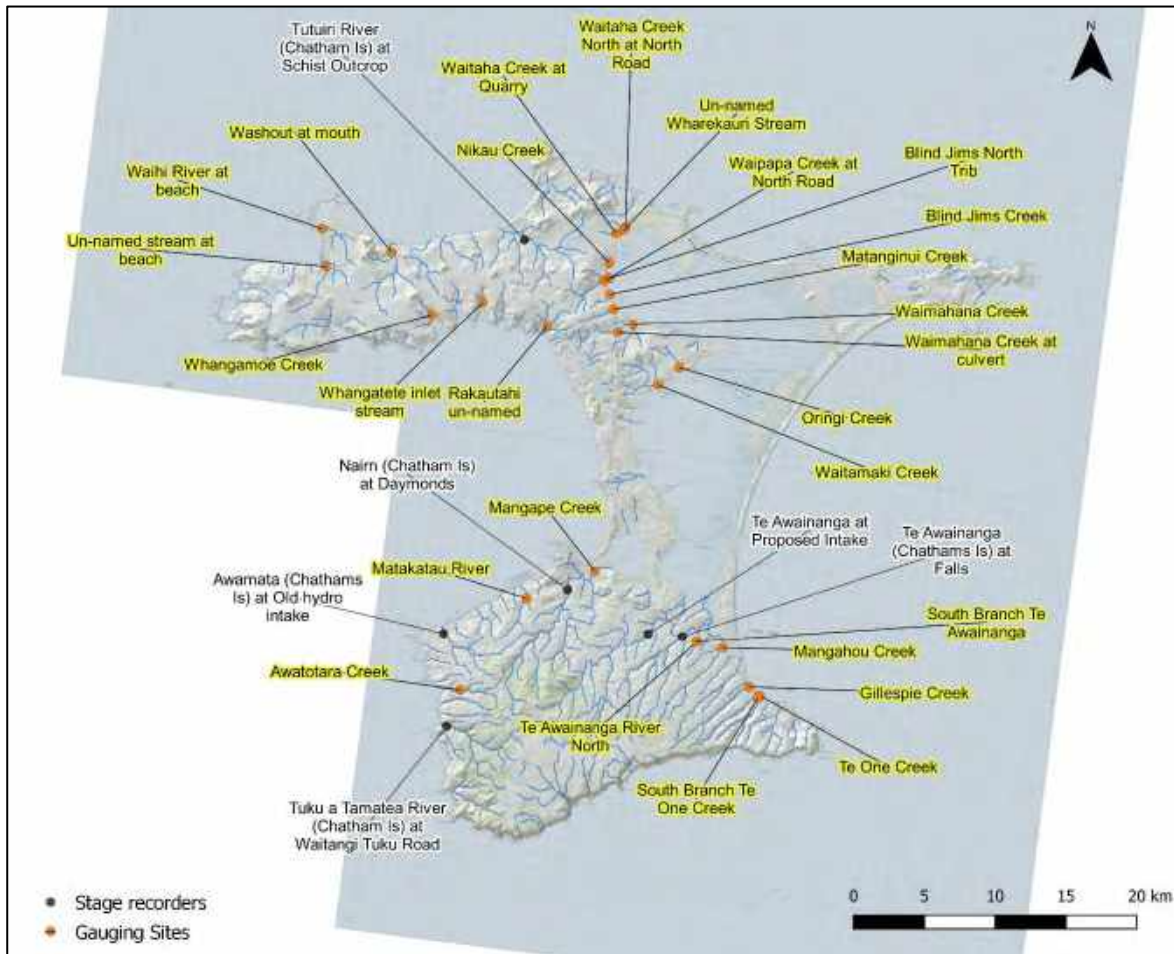 Tutuiri River
(Chatham Is) at
Schist Outcrop
Waitaha Creek
North at North
Road
N
Waitaha Creek at
Quarry
Un-named
Wharekauri Stream
Washout at mouth
Nikau Creek
Waipapa Creek at
North Road
Blind Jims North
Trib
Waihi River at
beach
Blind Jims Creek
Un-named stream at
beach
Matanginui Creek
Waimahana Creek
Waimahana Creek at
culvert
Whangamoe Creek
Whangatete inlet
stream
Rakautahi
un-named
Oringi Creek
Waitamaki Creek
Nairn (Chatham Is)
at Daymonds
Mangape Creek
Te Awainanga at
Proposed Intake
Te Awainanga
(Chathams Is) at
Falls
Matakatau River
Awamata (Chathams
Is) at Old hydro
intake
South Branch Te
Awainanga
Mangahou Creek
Awatotara Creek
Gillespie Creek
Te Awainanga River
North
Te One Creek
South Branch Te
One Creek
Tuku a Tamatea River
(Chatham Is) at
Waitangi Tuku Road
Stage recorders
Gauging Sites
0 5 10 15 20 km